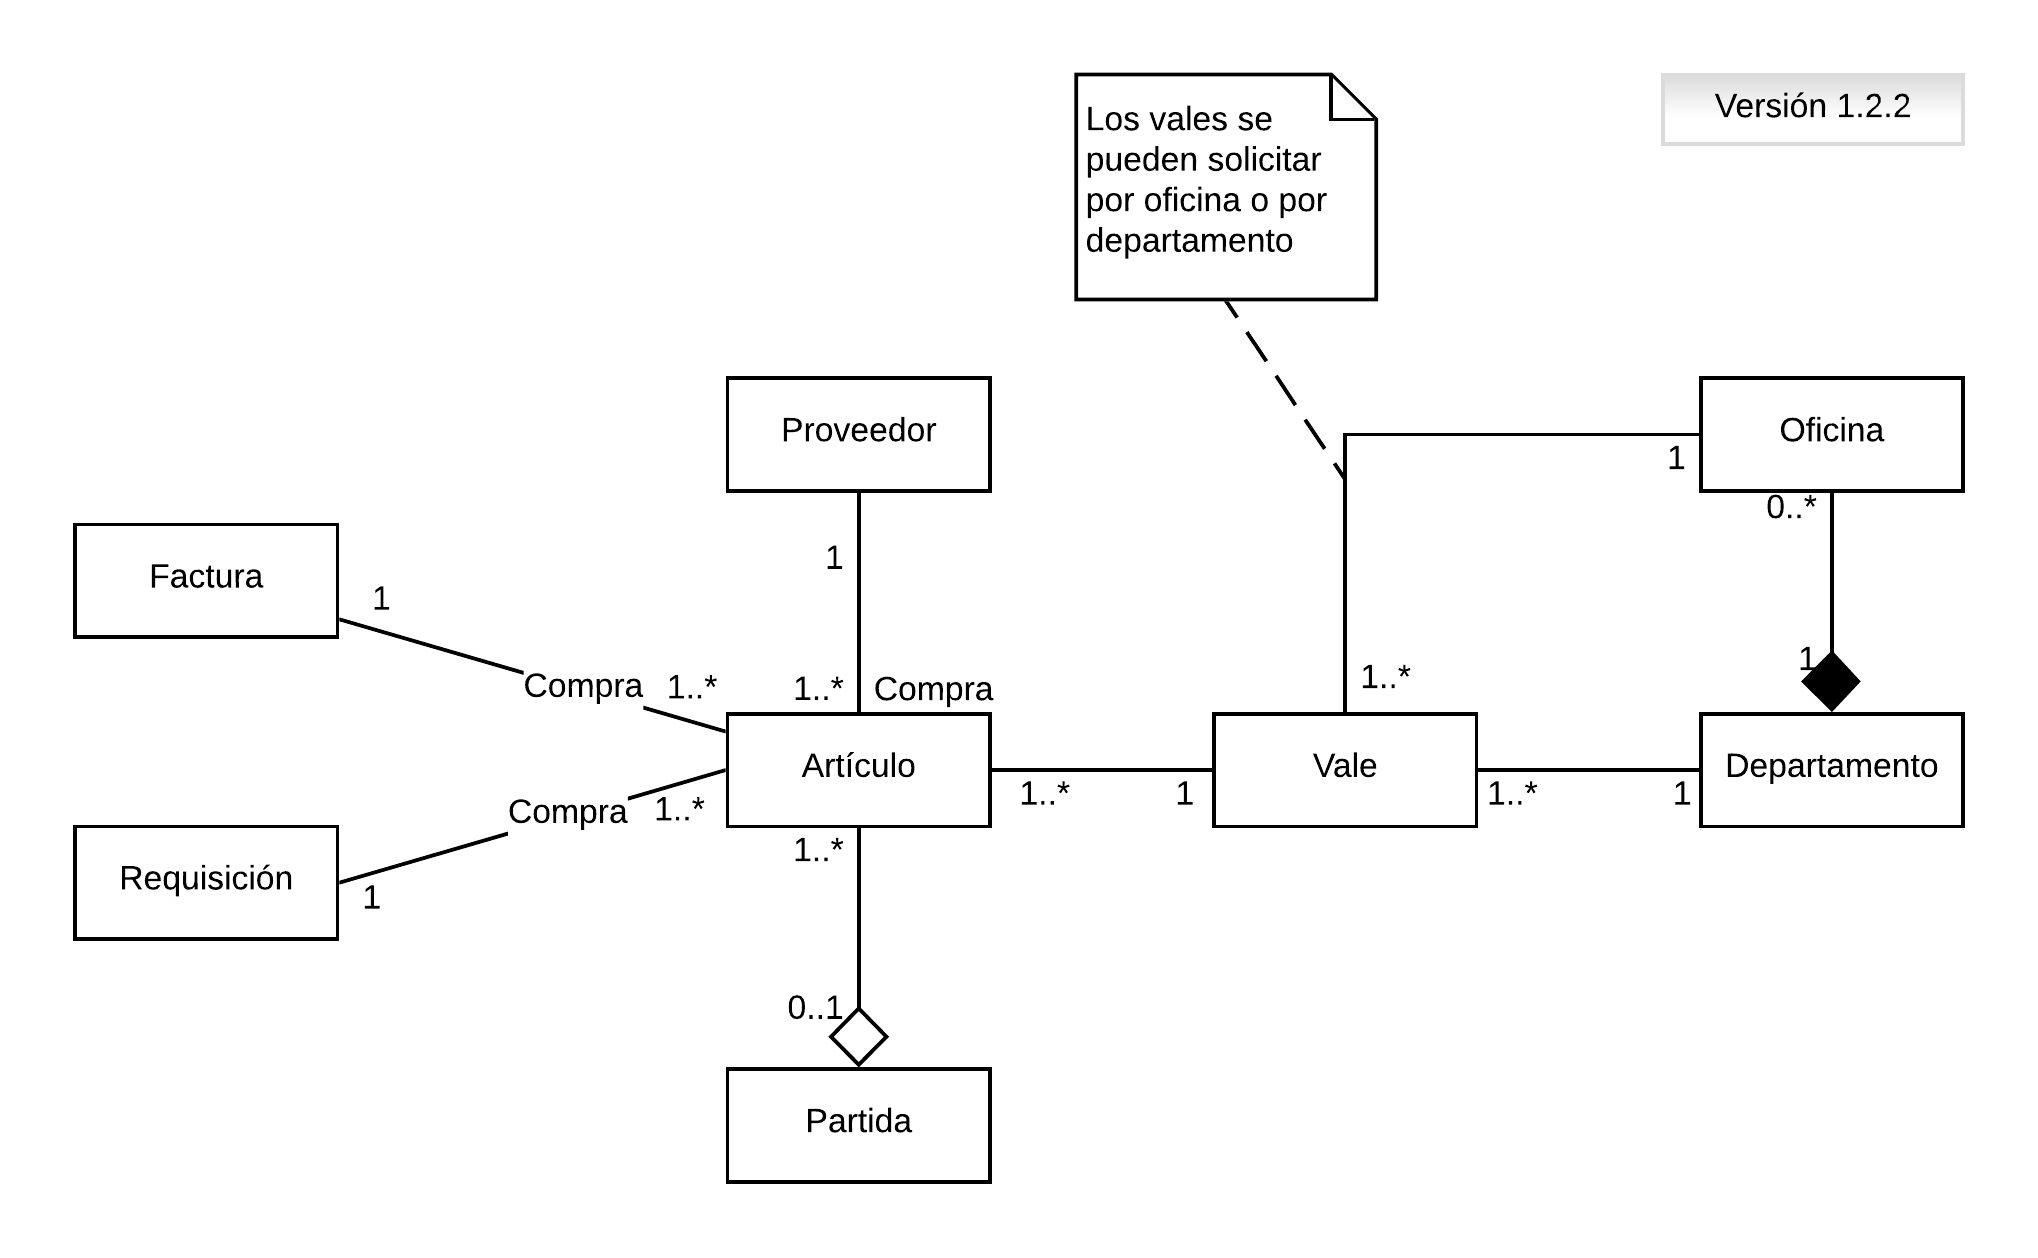 Los vales se
pueden solicitar
por oficina o por
departamento
Versión 1.2.2
Proveedor
Oficina
1
0..*
1
Factura
1
Compra
1..*
1..*
Compra
1..*
1
Artículo
Vale
Departamento
1..*
1
1..*
1
Compra
1..*
Requisición
1
1..*
0..1
Partida